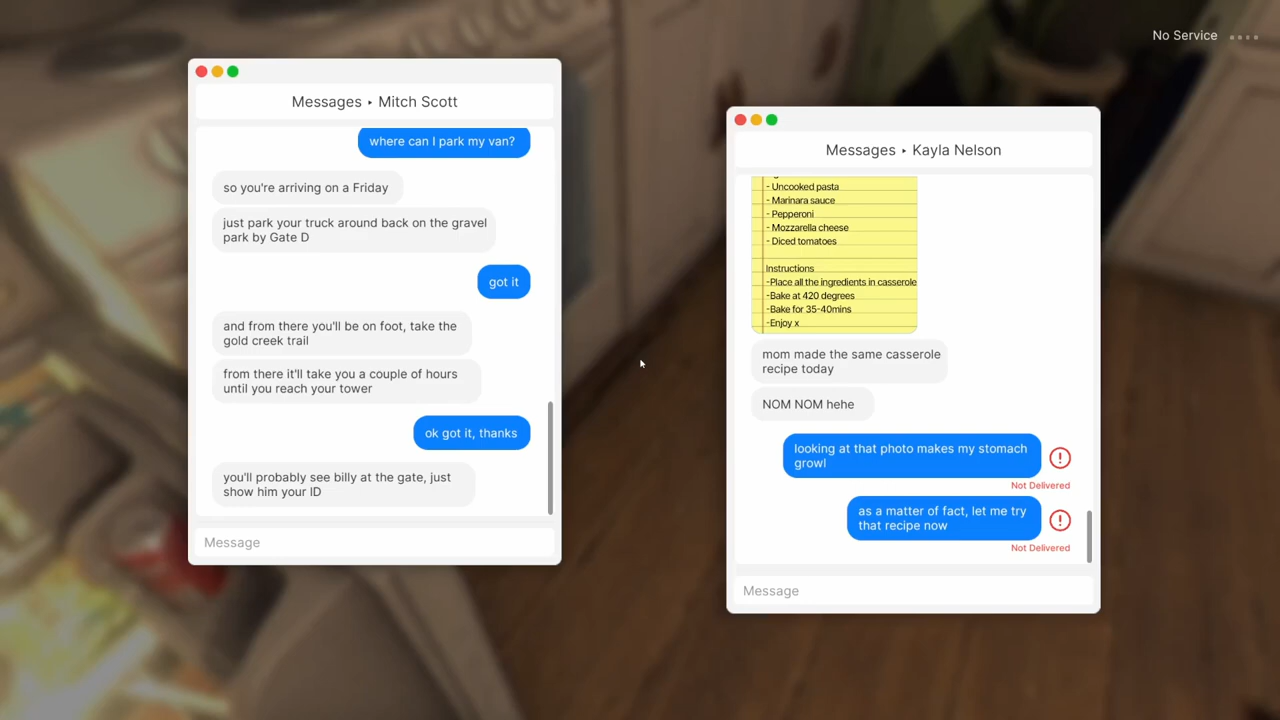 No Service
Messages ▸ Mitch Scott
where can I park my van?
so you're arriving on a Friday
just park your truck around back on the gravel
park by Gate D
got it
and from there you'll be on foot, take the
gold creek trail
from there it'll take you a couple of hours
until you reach your tower
ok got it, thanks
you'll probably see billy at the gate, just
show him your ID
Message
Messages ▸ Kayla Nelson
- Uncooked pasta
- Marinara sauce
- Pepperoni
- Mozzarella cheese
- Diced tomatoes
Instructions
-Place all the ingredients in casserole
-Bake at 420 degrees
-Bake for 35-40mins
-Enjoy x
mom made the same casserole
recipe today
NOM NOM hehe
looking at that photo makes my stomach
growl
Not Delivered
as a matter of fact, let me try
that recipe now
Not Delivered
Message